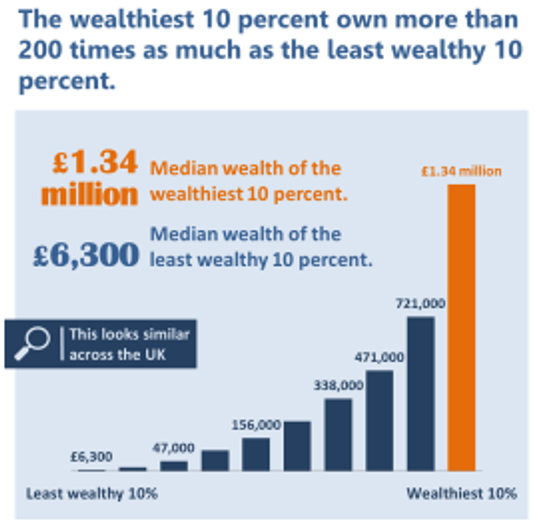 The wealthiest 10 percent own more than
200 times as much as the least wealthy 10
percent.
£1.34
million
Median wealth of the
wealthiest 10 percent.
£1.34 million
£6,300
Median wealth of the
least wealthy 10 percent.
This looks similar
across the UK
721,000
471,000
338,000
156,000
47,000
£6,300
Least wealthy 10%
Wealthiest 10%